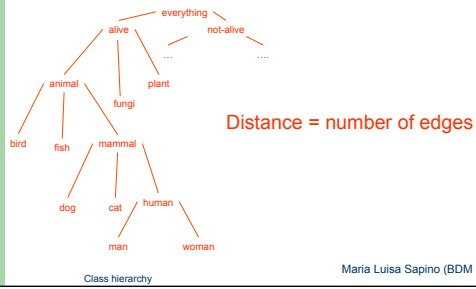 everything
alive not-alive
... ....
animal plant
fungi
Distance = number of edges
bird fish mammal
dog cat human
man woman
Maria Luisa Sapino (BDM
Class hierarchy